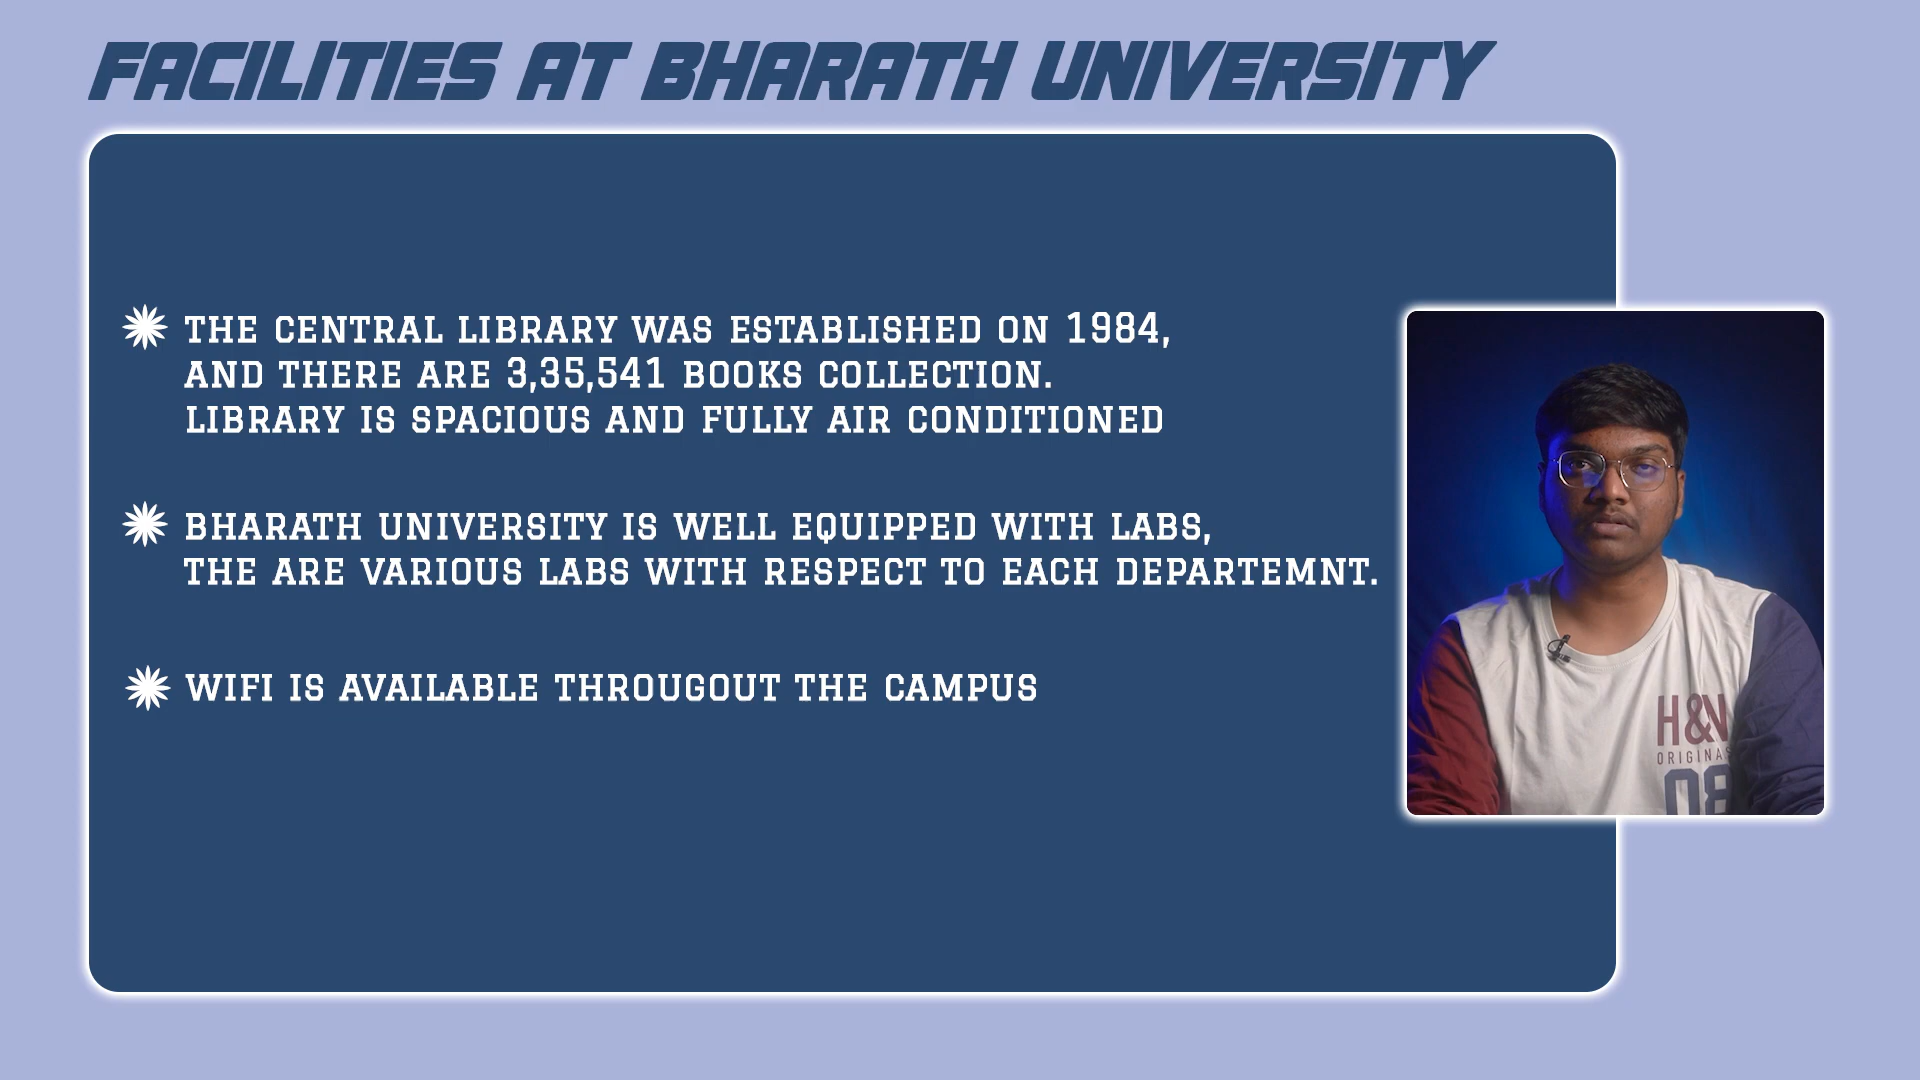 FACILITIES AT BHARATH UNIVERSITY
THE CENTRAL LIBRARY WAS ESTABLISHED ON 1984,
AND THERE ARE 3,35,541 BOOKS COLLECTION.
LIBRARY IS SPACIOUS AND FULLY AIR CONDITIONED
BHARATH UNIVERSITY IS WELL EQUIPPED WITH LABS,
THE ARE VARIOUS LABS WITH RESPECT TO EACH DEPARTEMNT.
WIFI IS AVAILABLE THROUGOUT THE CAMPUS
H&N
ORIGINAS
08